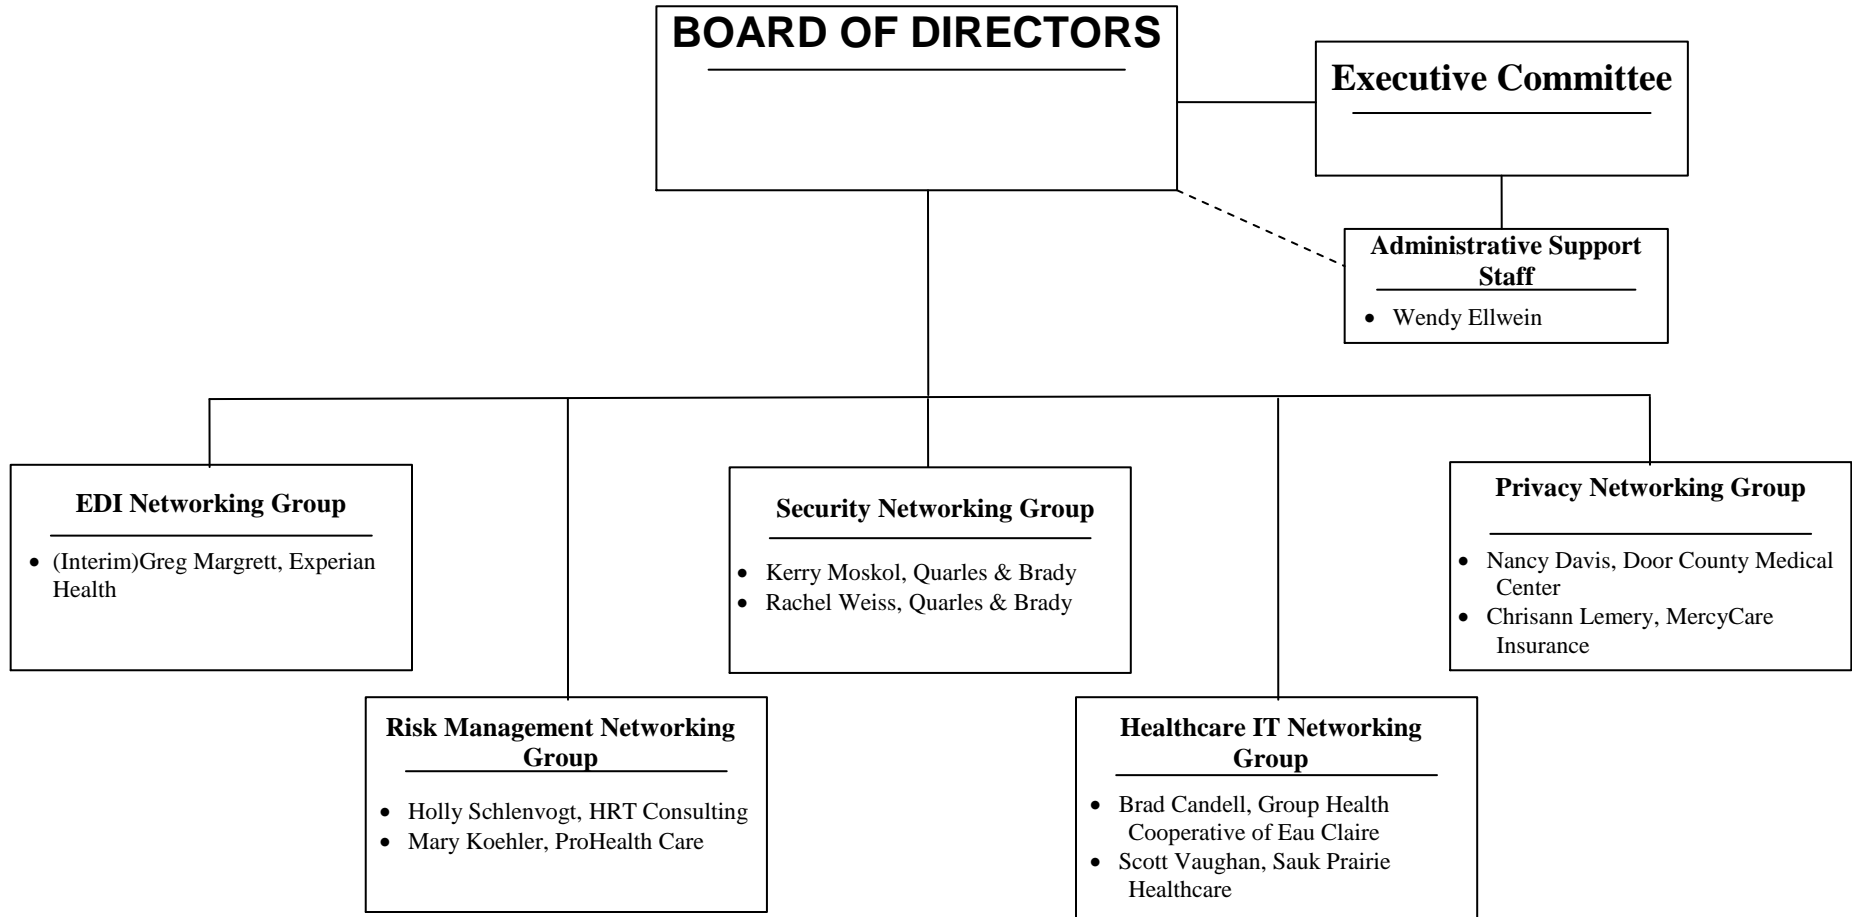 BOARD OF DIRECTORS
Executive Committee
Administrative Support
Staff
• Wendy Ellwein
EDI Networking Group
• (Interim)Greg Margrett, Experian
Health
Security Networking Group
• Kerry Moskol, Quarles & Brady
• Rachel Weiss, Quarles & Brady
Privacy Networking Group
• Nancy Davis, Door County Medical
Center
• Chrisann Lemery, MercyCare
Insurance
Risk Management Networking
Group
• Holly Schlenvogt, HRT Consulting
• Mary Koehler, ProHealth Care
Healthcare IT Networking
Group
• Brad Candell, Group Health
Cooperative of Eau Claire
• Scott Vaughan, Sauk Prairie
Healthcare